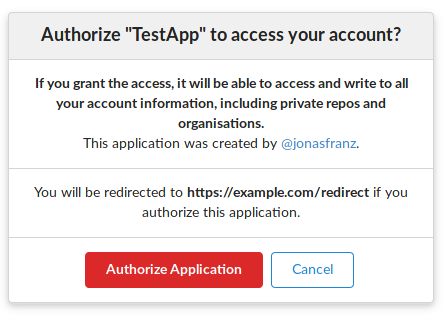 Authorize "TestApp" to access your account?
If you grant the access, it will be able to access and write to all
your account information, including private repos and
organisations.
This application was created by @jonasfranz.
You will be redirected to https://example.com/redirect if you
authorize this application.
Authorize Application
Cancel